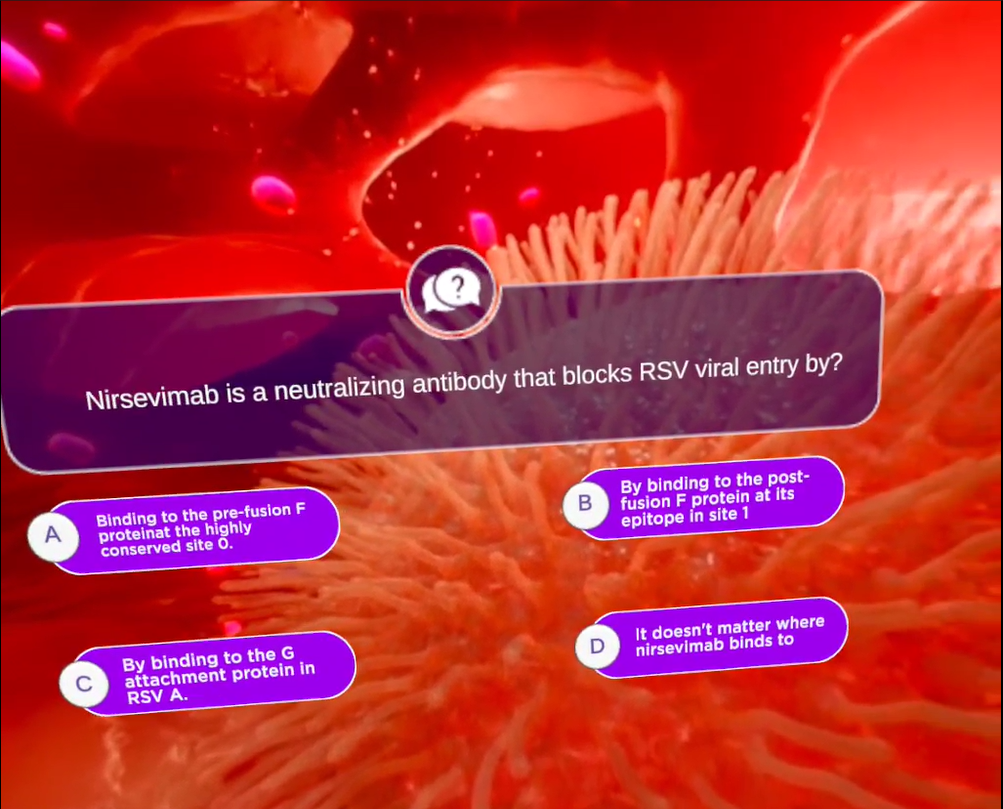 ?
Nirsevimab is a neutralizing antibody that blocks RSV viral entry by?
A
Binding to the pre-fusion F
proteinat the highly
conserved site 0.
B
By binding to the post-
fusion F protein at its
epitope in site 1
C
By binding to the G
attachment protein in
RSV A.
D
It doesn't matter where
nirsevimab binds to